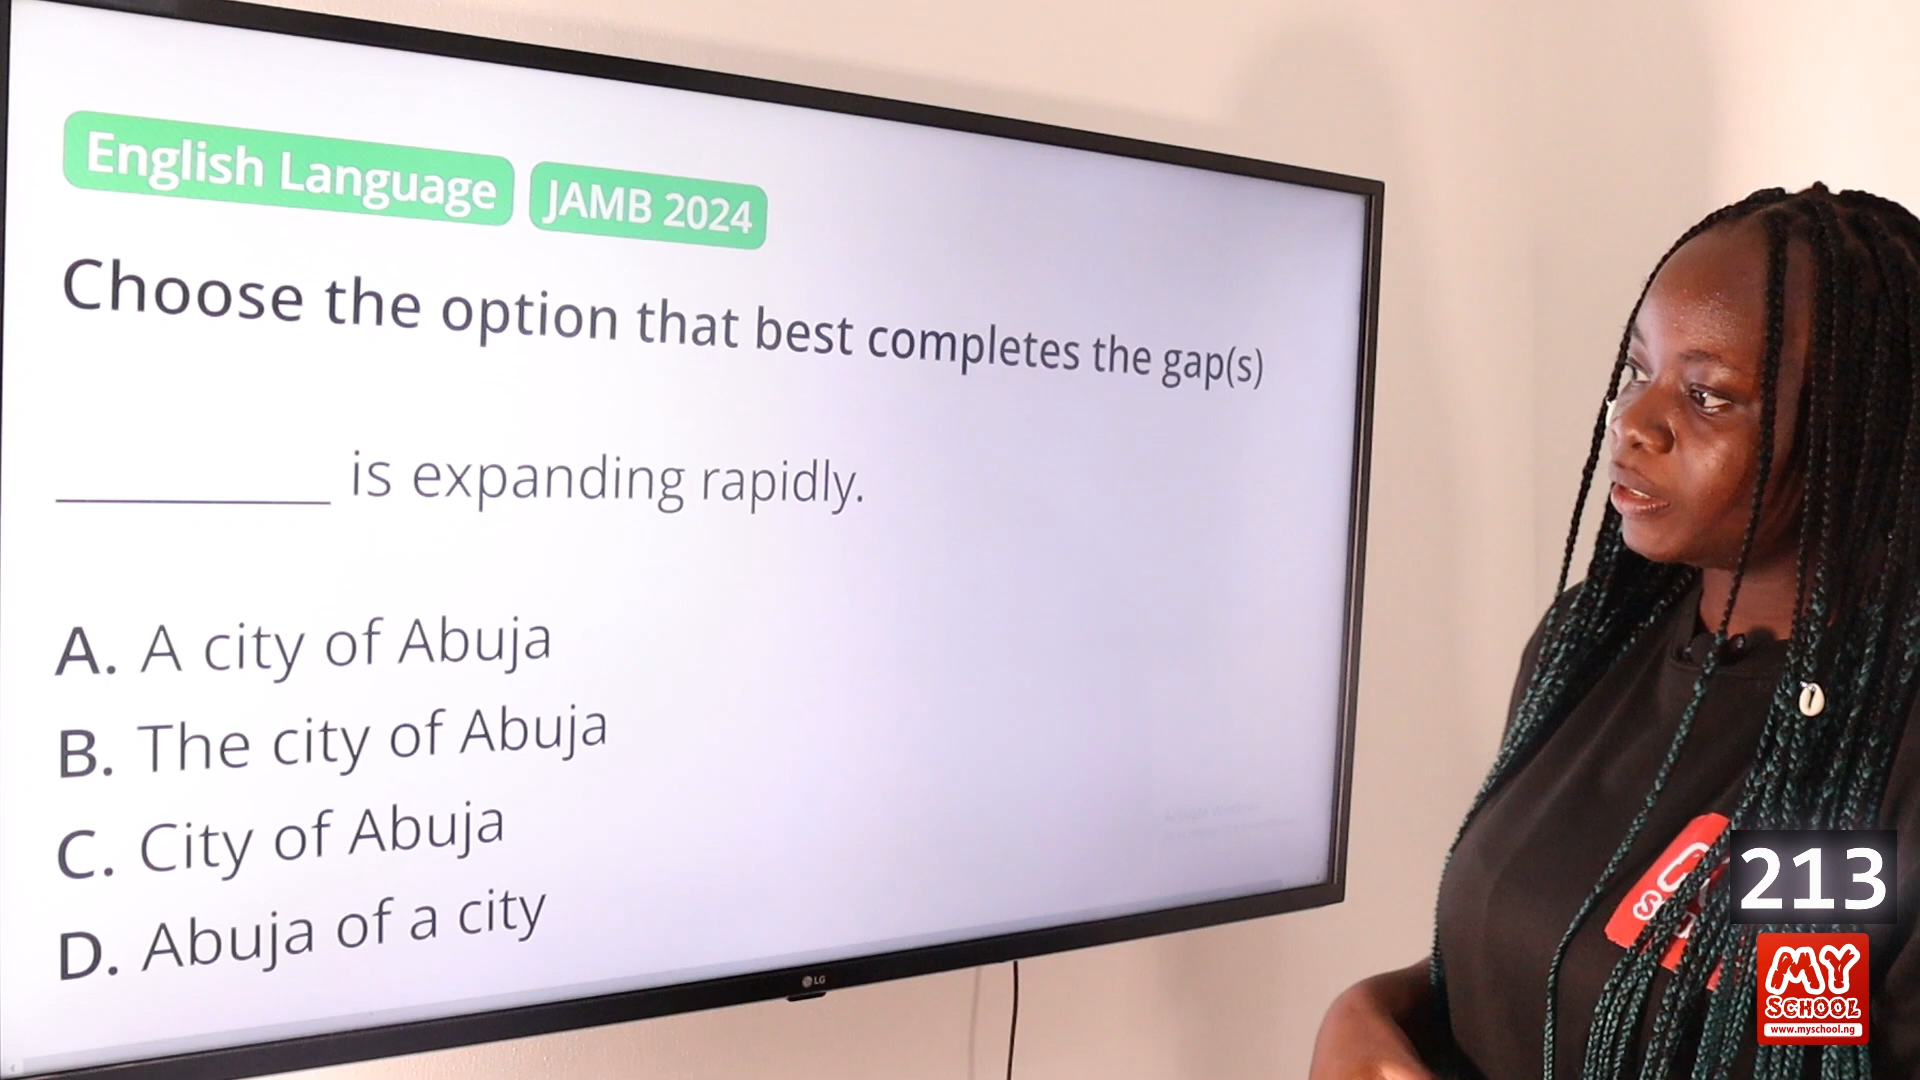 English Language JAMB 2024
Choose the option that best completes the gap(s)
__________ is expanding rapidly.
A. A city of Abuja
B. The city of Abuja
C. City of Abuja
D. Abuja of a city
LG
213
MY
SCHOOL
www.myschool.ng